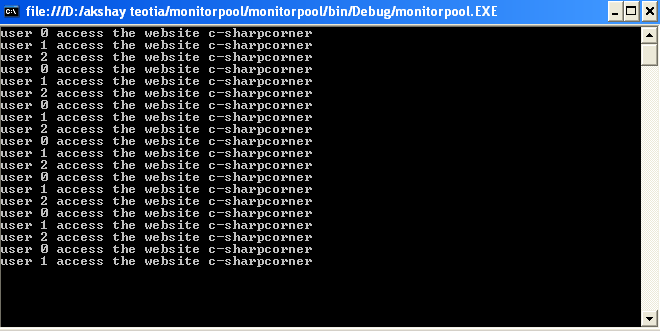 file:///D:/akshay teotia/monitorpool/monitorpool/bin/Debug/monitorpool.EXE
user 0 access the website c-sharpcorner
user 1 access the website c-sharpcorner
user 2 access the website c-sharpcorner
user 0 access the website c-sharpcorner
user 1 access the website c-sharpcorner
user 2 access the website c-sharpcorner
user 0 access the website c-sharpcorner
user 1 access the website c-sharpcorner
user 2 access the website c-sharpcorner
user 0 access the website c-sharpcorner
user 1 access the website c-sharpcorner
user 2 access the website c-sharpcorner
user 0 access the website c-sharpcorner
user 1 access the website c-sharpcorner
user 2 access the website c-sharpcorner
user 0 access the website c-sharpcorner
user 1 access the website c-sharpcorner
user 2 access the website c-sharpcorner
user 0 access the website c-sharpcorner
user 1 access the website c-sharpcorner